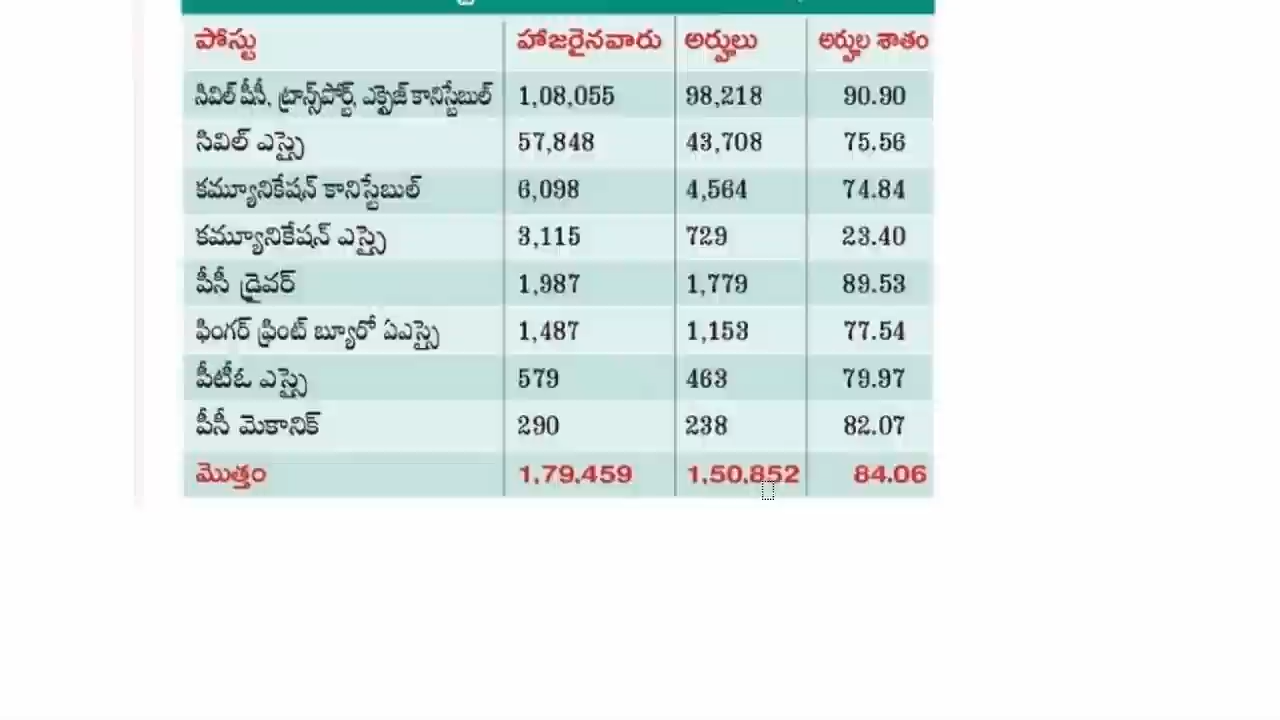 పోస్టు హాజరైనవారు అర్హులు అర్హుల శాతం
సివిల్ పీసీ, ట్రాన్స్‌పోర్ట్, ఎక్సైజ్ కానిస్టేబుల్ 1,08,055 98,218 90.90
సివిల్ ఎస్సై 57,848 43,708 75.56
కమ్యూనికేషన్ కానిస్టేబుల్ 6,098 4,564 74.84
కమ్యూనికేషన్ ఎస్సై 3,115 729 23.40
పీసీ డ్రైవర్ 1,987 1,779 89.53
ఫింగర్ ప్రింట్ బ్యూరో ఏఎస్సై 1,487 1,153 77.54
పీటీఓ ఎస్సై 579 463 79.97
పీసీ మెకానిక్ 290 238 82.07
మొత్తం 1,79,459 1,50,852 84.06